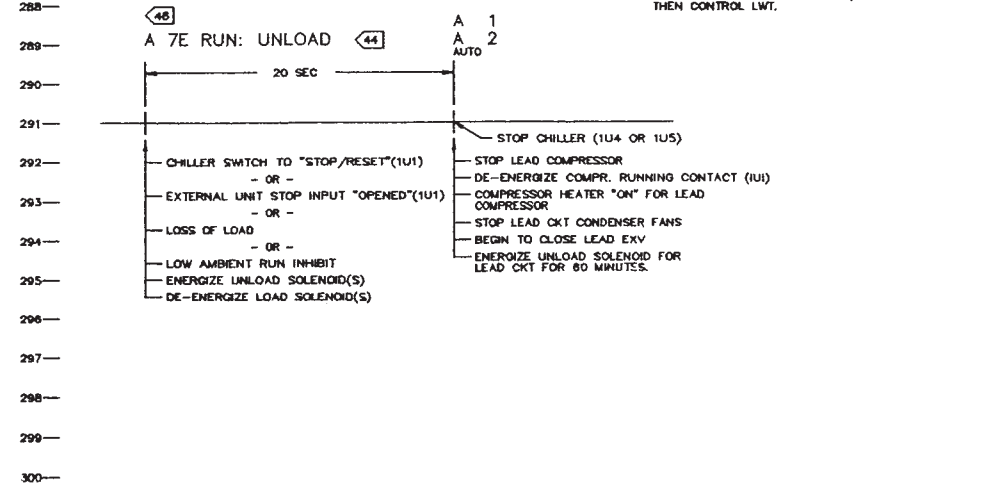 288
THEN CONTROL LWT.
46
A 1
289
A 7E RUN: UNLOAD 44
A 2
AUTO
20 SEC
290
291
STOP CHILLER (1U4 OR 1U5)
292
CHILLER SWITCH TO "STOP/RESET"(1U1)
- OR -
293
EXTERNAL UNIT STOP INPUT "OPENED"(1U1)
- OR -
LOSS OF LOAD
294
- OR -
LOW AMBIENT RUN INHIBIT
295
ENERGIZE UNLOAD SOLENOID(S)
DE-ENERGIZE LOAD SOLENOID(S)
STOP LEAD COMPRESSOR
DE-ENERGIZE COMPR. RUNNING CONTACT (1U1)
COMPRESSOR HEATER "ON" FOR LEAD
COMPRESSOR
STOP LEAD CKT CONDENSER FANS
BEGIN TO CLOSE LEAD EXV
ENERGIZE UNLOAD SOLENOID FOR
LEAD CKT FOR 60 MINUTES.
296
297
298
299
300